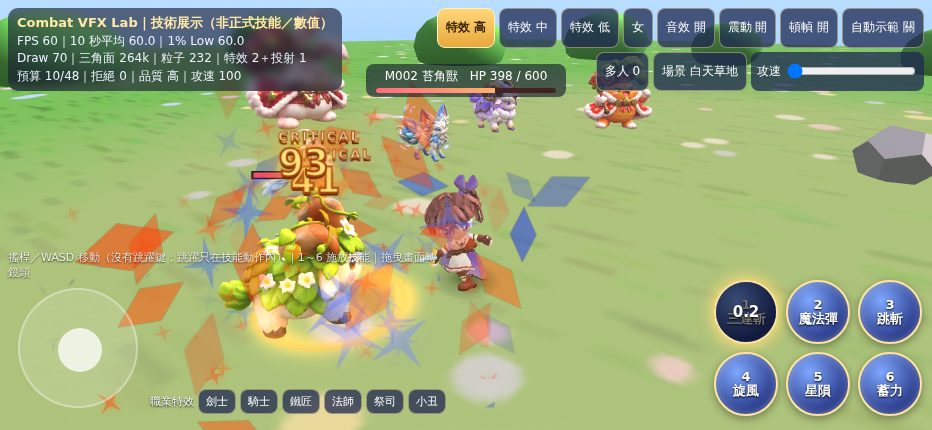 Combat VFX Lab｜技術展示（非正式技能／數值）
FPS 60｜10 秒平均 60.0｜1% Low 60.0
Draw 70｜三角面 264k｜粒子 232｜特效 2＋投射 1
預算 10/48｜拒絕 0｜品質 高｜攻速 100
特效 高
特效 中
特效 低
女
音效 開
震動 開
頓幀 開
自動示範 關
M002 苔角獸 HP 398 / 600
多人 0
場景 白天草地
攻速
CRITICAL
93
CRITICAL
41
搖桿／WASD 移動（沒有跳躍鍵；跳躍只在技能動作內）｜1～6 施放技能｜拖曳畫面轉
鏡頭
1
三連斬
0.2
2
魔法彈
3
跳斬
4
旋風
5
星隕
6
蓄力
職業特效
劍士
騎士
鐵匠
法師
祭司
小丑